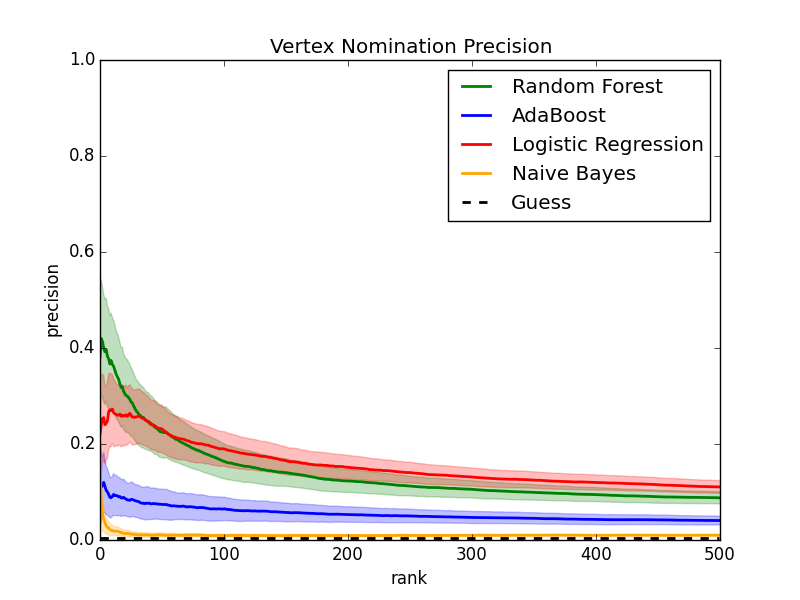 Vertex Nomination Precision
1.0
0.8
0.6
0.4
0.2
0.0
precision
Random Forest
AdaBoost
Logistic Regression
Naive Bayes
Guess
0 100 200 300 400 500
rank